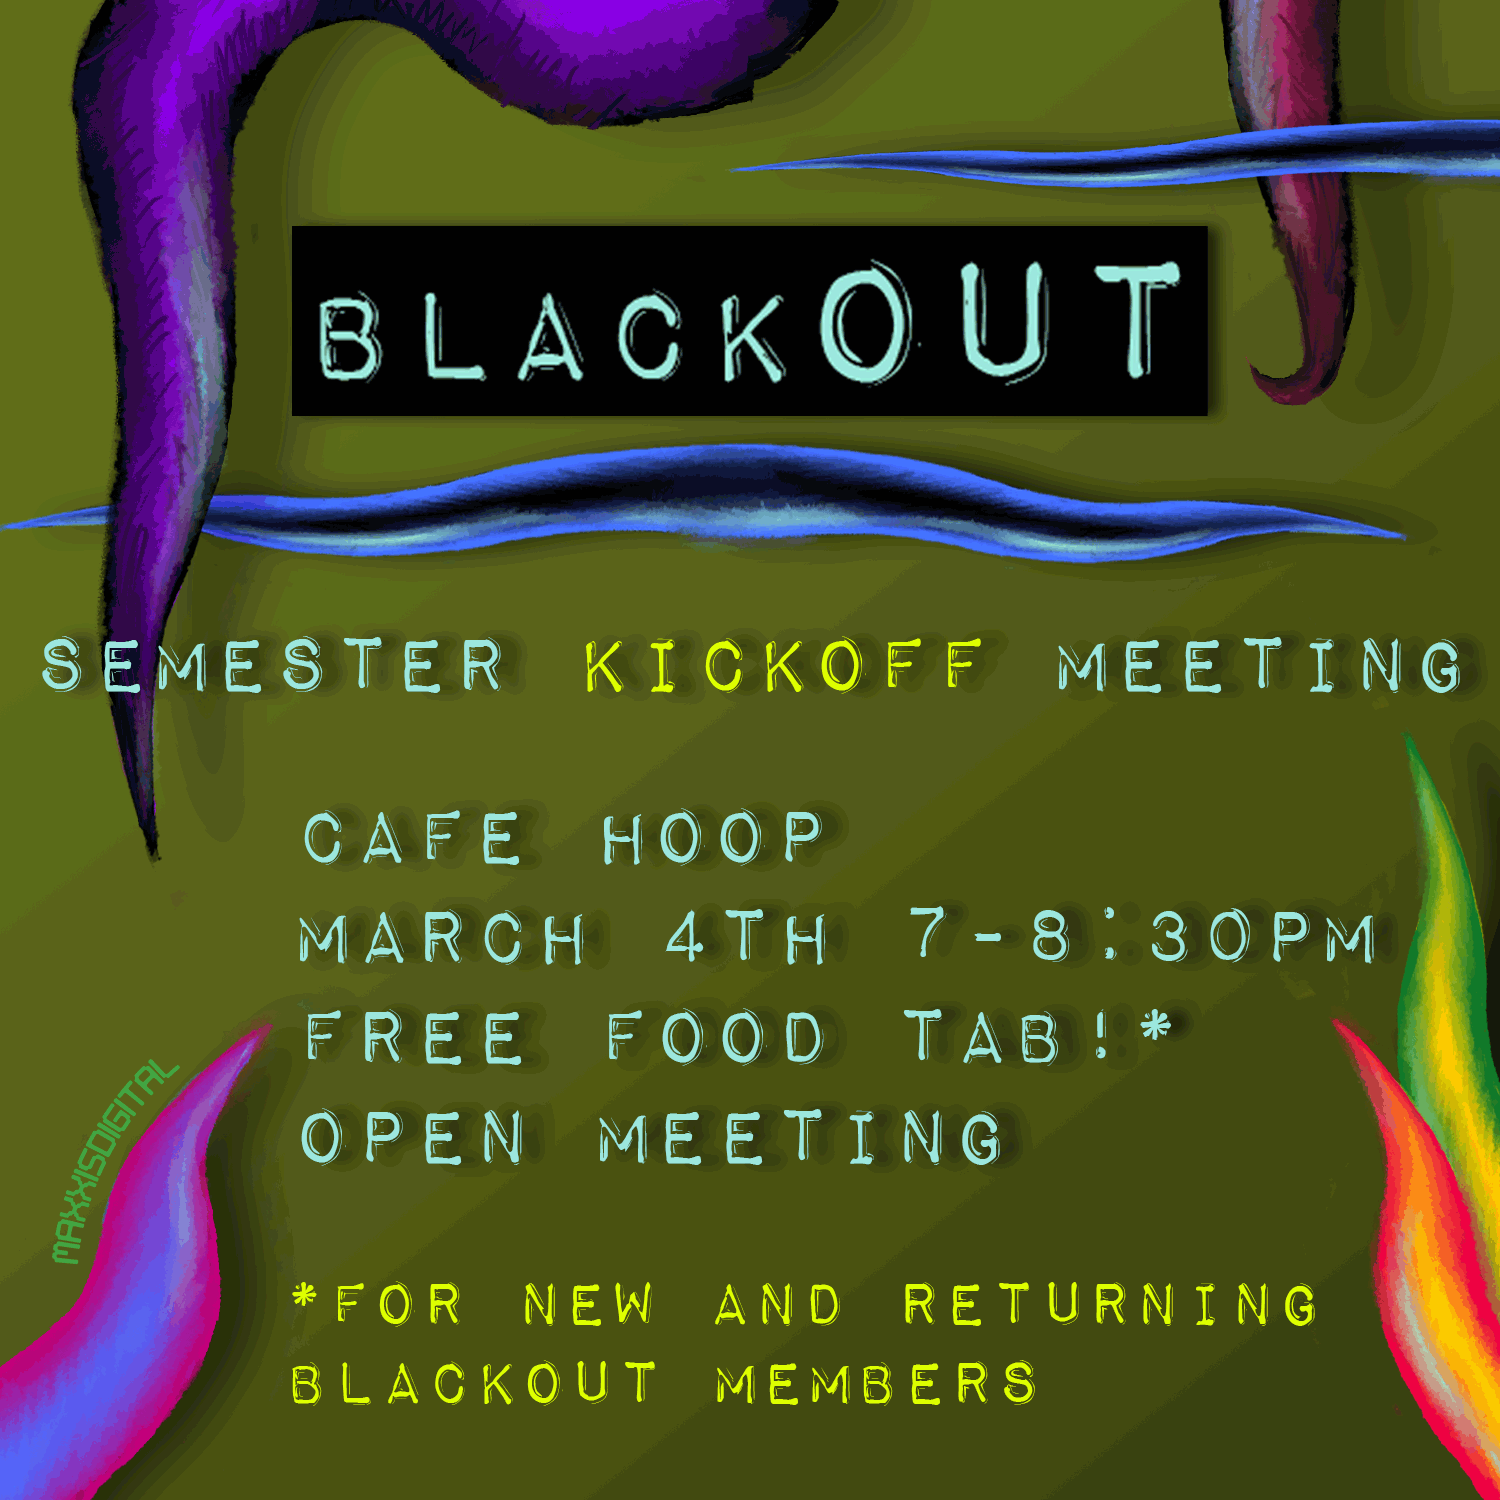 BLACKOUT
SEMESTER KICKOFF MEETING
CAFE HOOP
MARCH 4TH 7-8:30PM
FREE FOOD TAB!*
OPEN MEETING
MAXXISDIGITAL
*FOR NEW AND RETURNING
BLACKOUT MEMBERS